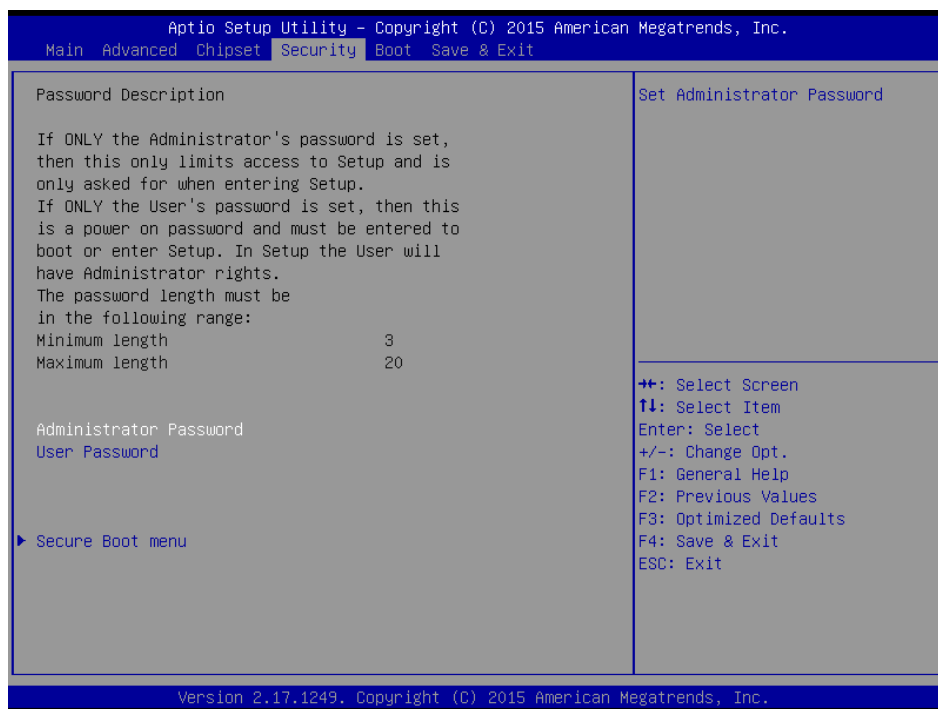 Aptio Setup Utility – Copyright (C) 2015 American Megatrends, Inc.
Main Advanced Chipset Security Boot Save & Exit
Password Description
If ONLY the Administrator's password is set,
then this only limits access to Setup and is
only asked for when entering Setup.
If ONLY the User's password is set, then this
is a power on password and must be entered to
boot or enter Setup. In Setup the User will
have Administrator rights.
The password length must be
in the following range:
Minimum length 3
Maximum length 20
Administrator Password
User Password
Secure Boot menu
Set Administrator Password
→←: Select Screen
↑↓: Select Item
Enter: Select
+/-: Change Opt.
F1: General Help
F2: Previous Values
F3: Optimized Defaults
F4: Save & Exit
ESC: Exit
Version 2.17.1249. Copyright (C) 2015 American Megatrends, Inc.